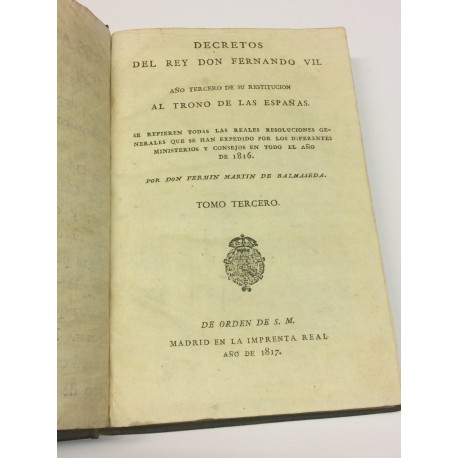 DECRETOS
DEL REY DON FERNANDO VII.
AÑO TERCERO DE SU RESTITUCION
AL TRONO DE LAS ESPAÑAS.
SE REFIEREN TODAS LAS REALES RESOLUCIONES GE-
NERALES QUE SE HAN EXPEDIDO POR LOS DIFERENTES
MINISTERIOS Y CONSEJOS EN TODO EL AÑO
DE 1816.
POR DON FERMIN MARTIN DE BALMASEDA.
TOMO TERCERO.
DE ORDEN DE S. M.
MADRID EN LA IMPRENTA REAL
AÑO DE 1817.